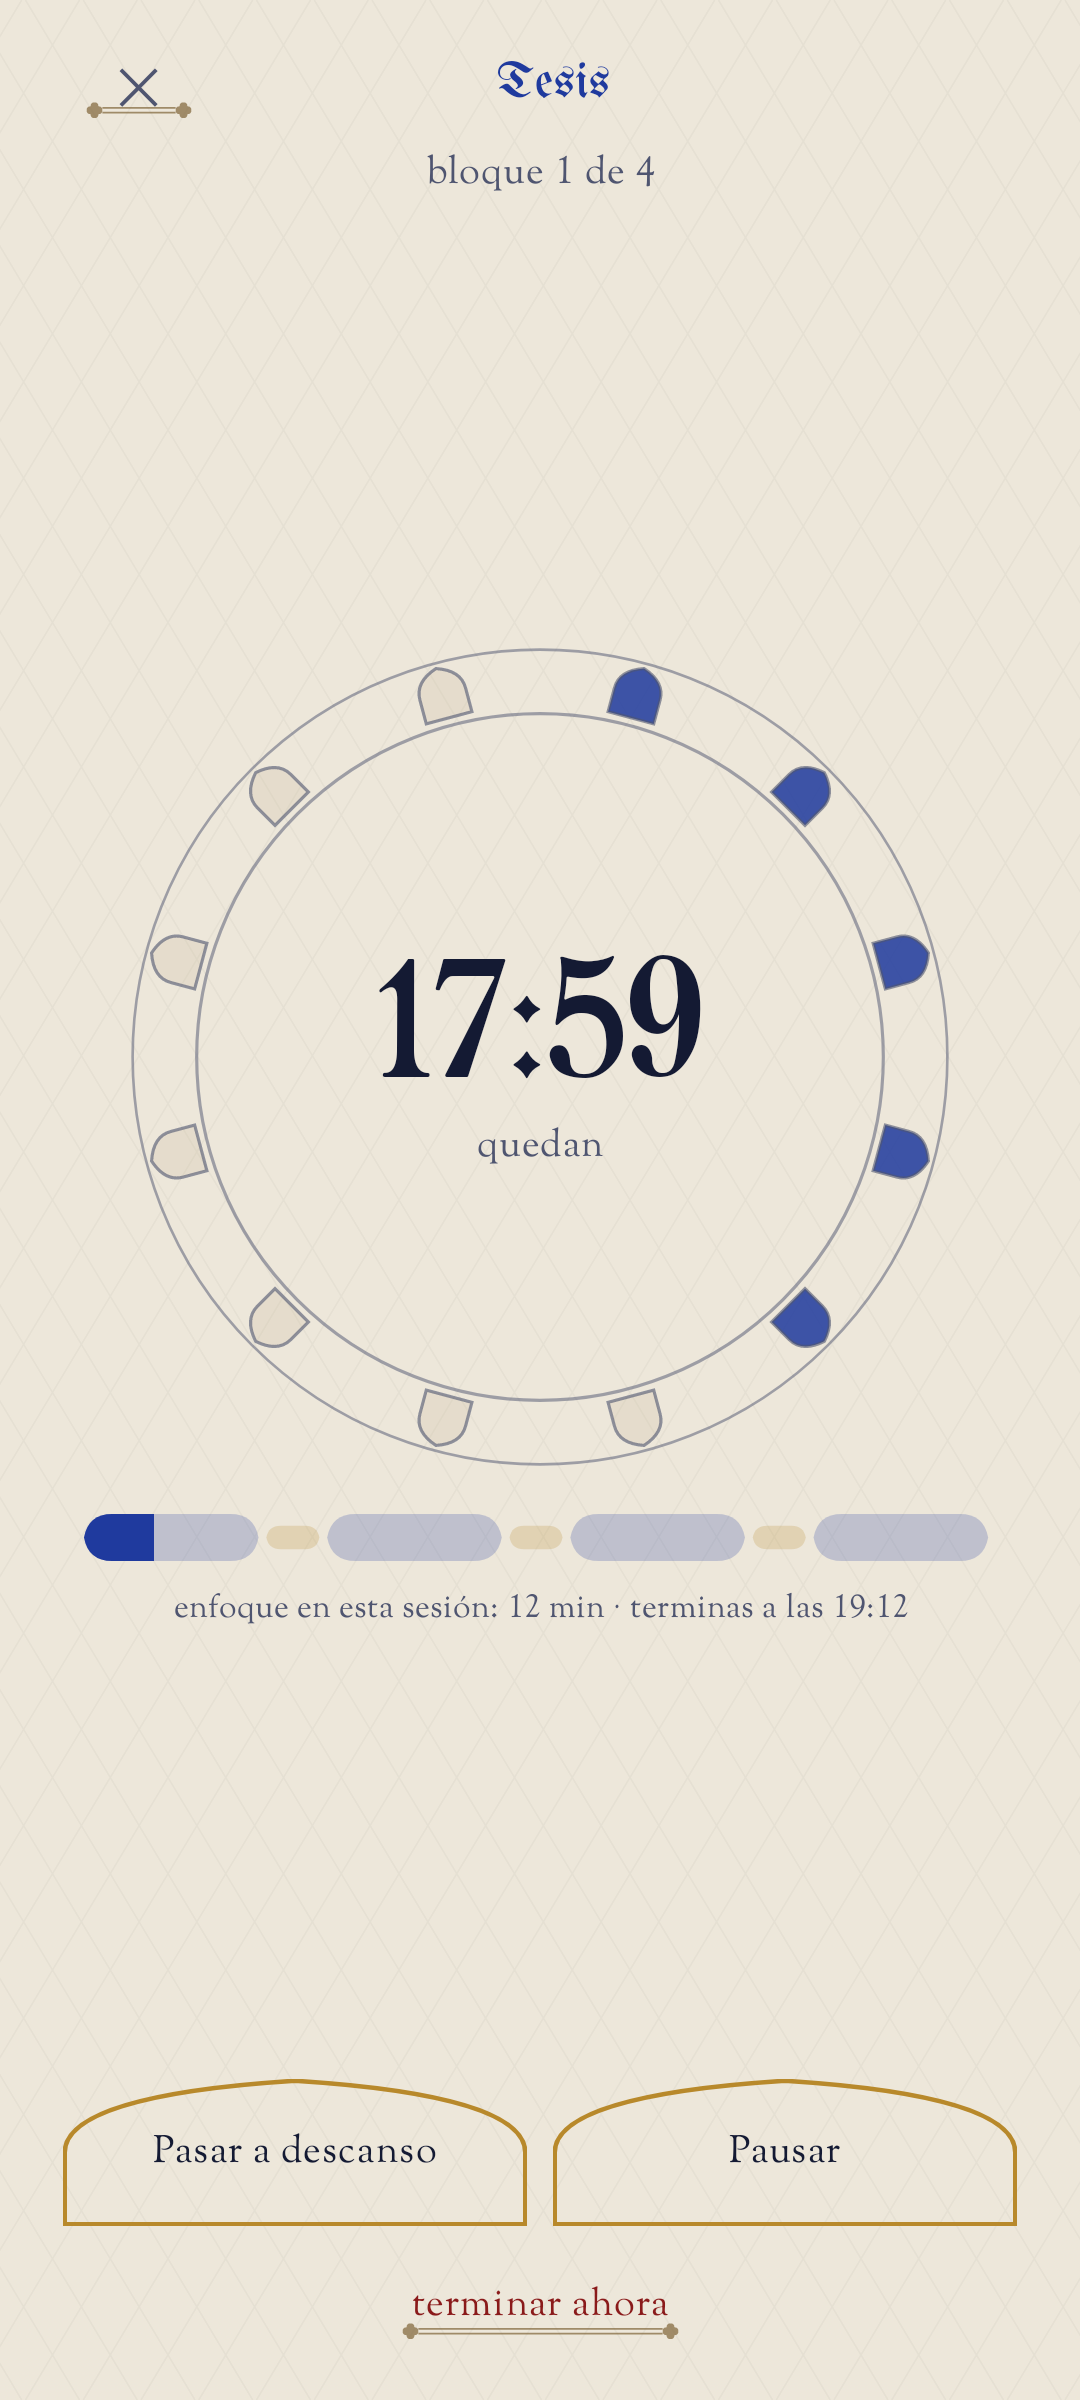 Tesis
bloque 1 de 4
17:59
quedan
enfoque en esta sesión: 12 min · terminas a las 19:12
Pasar a descanso
Pausar
terminar ahora